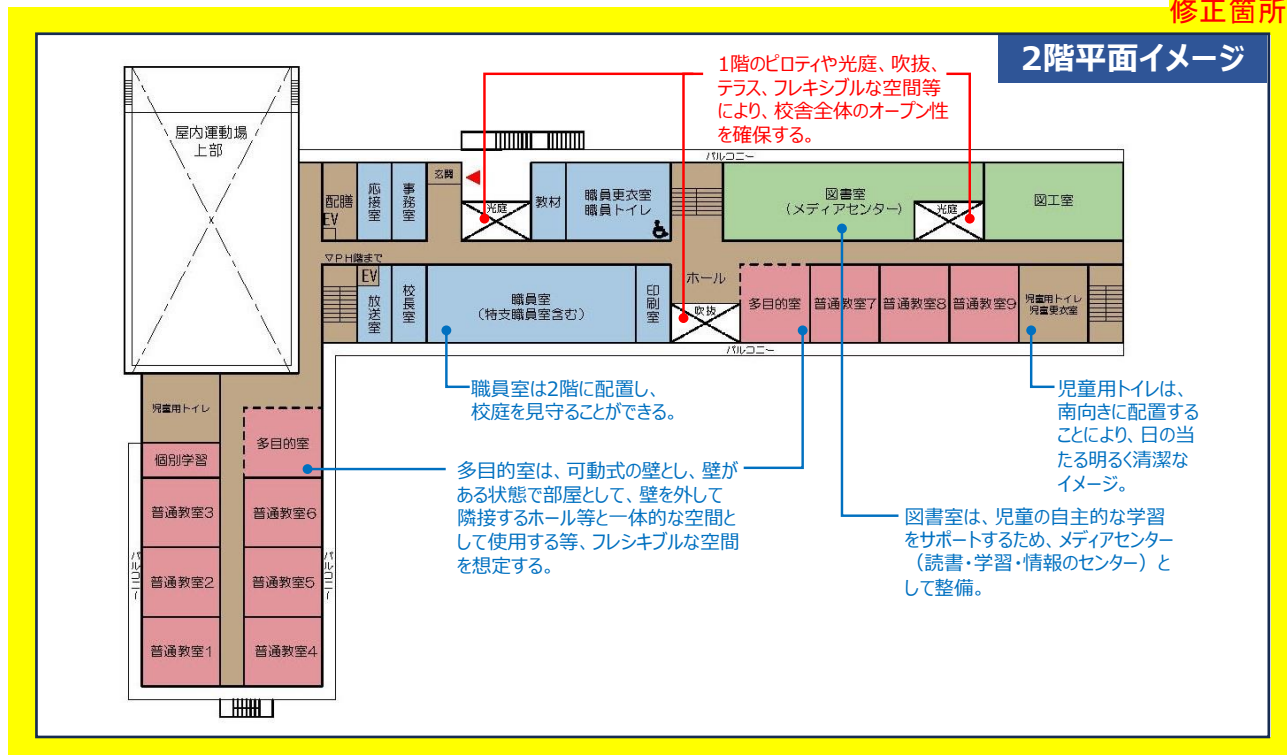 修正箇所
2階平面イメージ
1階のピロティや光庭、吹抜、
テラス、フレキシブルな空間等
により、校舎全体のオープン性
を確保する。
屋内運動場
上部
バルコニー
配膳
EV
応接室
事務室
玄関
光庭
教材
職員更衣室
職員トイレ
図書室
(メディアセンター)
光庭
図工室
▽PH階まで
EV
放送室
校長室
職員室
(特支職員室含む)
印刷室
ホール
吹抜
多目的室
普通教室7
普通教室8
普通教室9
児童用トイレ
児童更衣室
バルコニー
職員室は2階に配置し、
校庭を見守ることができる。
児童用トイレは、
南向きに配置する
ことにより、日の当
たる明るく清潔な
イメージ。
児童用トイレ
多目的室
個別学習
多目的室は、可動式の壁とし、壁が
ある状態で部屋として、壁を外して
隣接するホール等と一体的な空間と
して使用する等、フレシキブルな空間
を想定する。
図書室は、児童の自主的な学習
をサポートするため、メディアセンター
(読書・学習・情報のセンター)と
して整備。
普通教室3
普通教室6
バルコニー
普通教室2
普通教室5
バルコニー
普通教室1
普通教室4